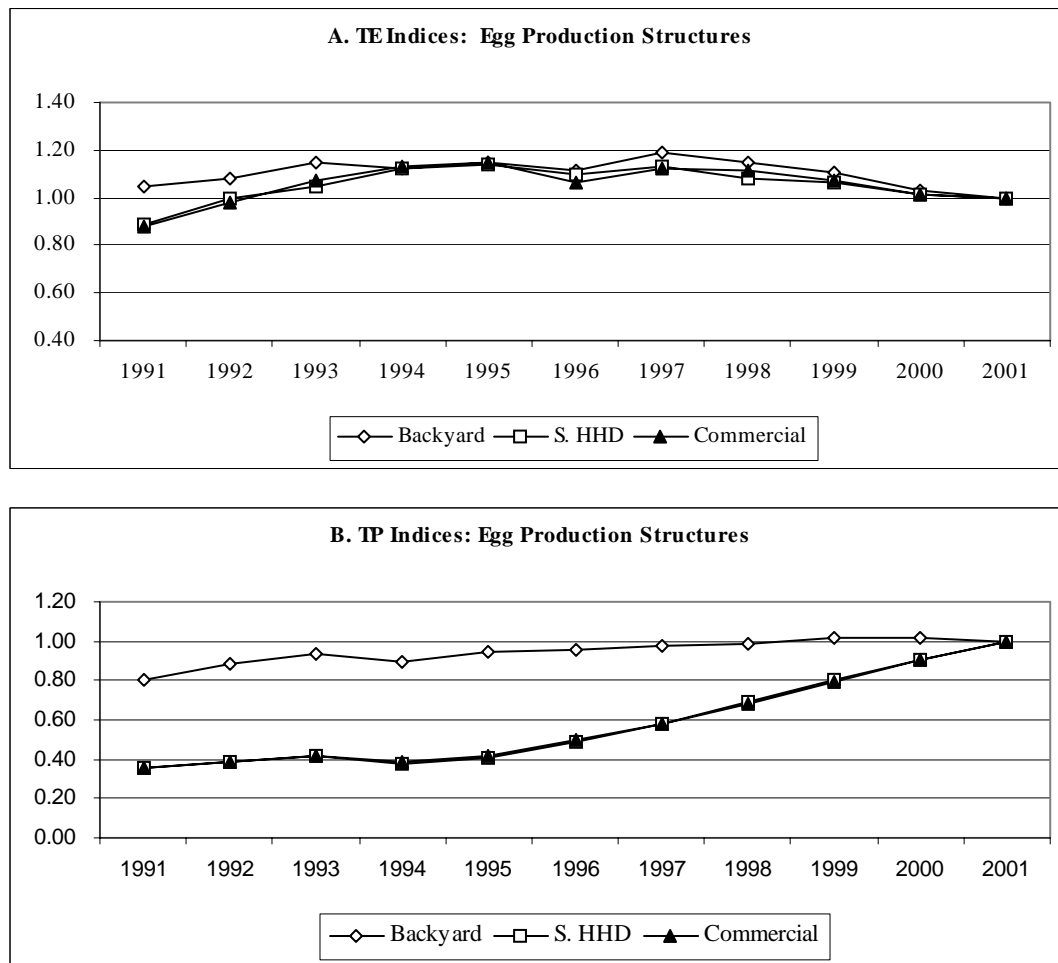 A. TE Indices: Egg Production Structures
1.40
1.20
1.00
0.80
0.60
0.40
1991 1992 1993 1994 1995 1996 1997 1998 1999 2000 2001
Backyard S. HHD Commercial
B. TP Indices: Egg Production Structures
1.20
1.00
0.80
0.60
0.40
0.20
0.00
1991 1992 1993 1994 1995 1996 1997 1998 1999 2000 2001
Backyard S. HHD Commercial